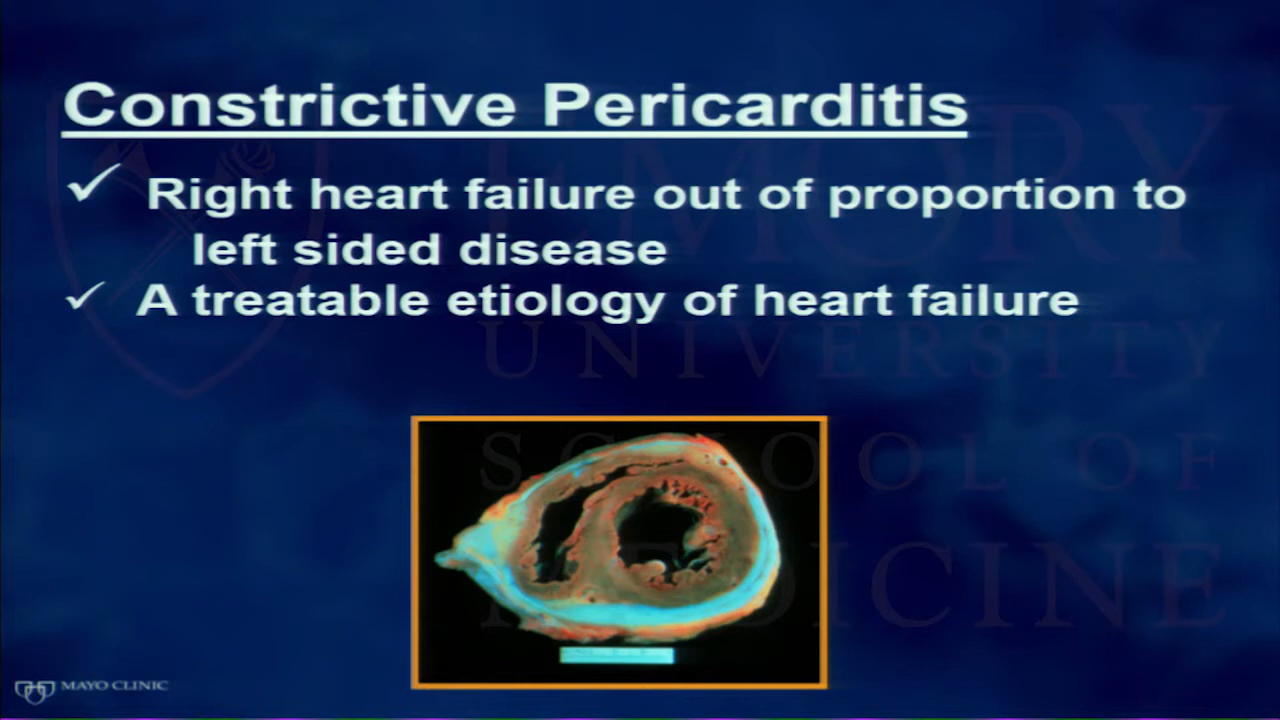 Constrictive Pericarditis
✓ Right heart failure out of proportion to
left sided disease
✓ A treatable etiology of heart failure
EMORY
UNIVERSITY
SCHOOL OF
MEDICINE
MAYO CLINIC